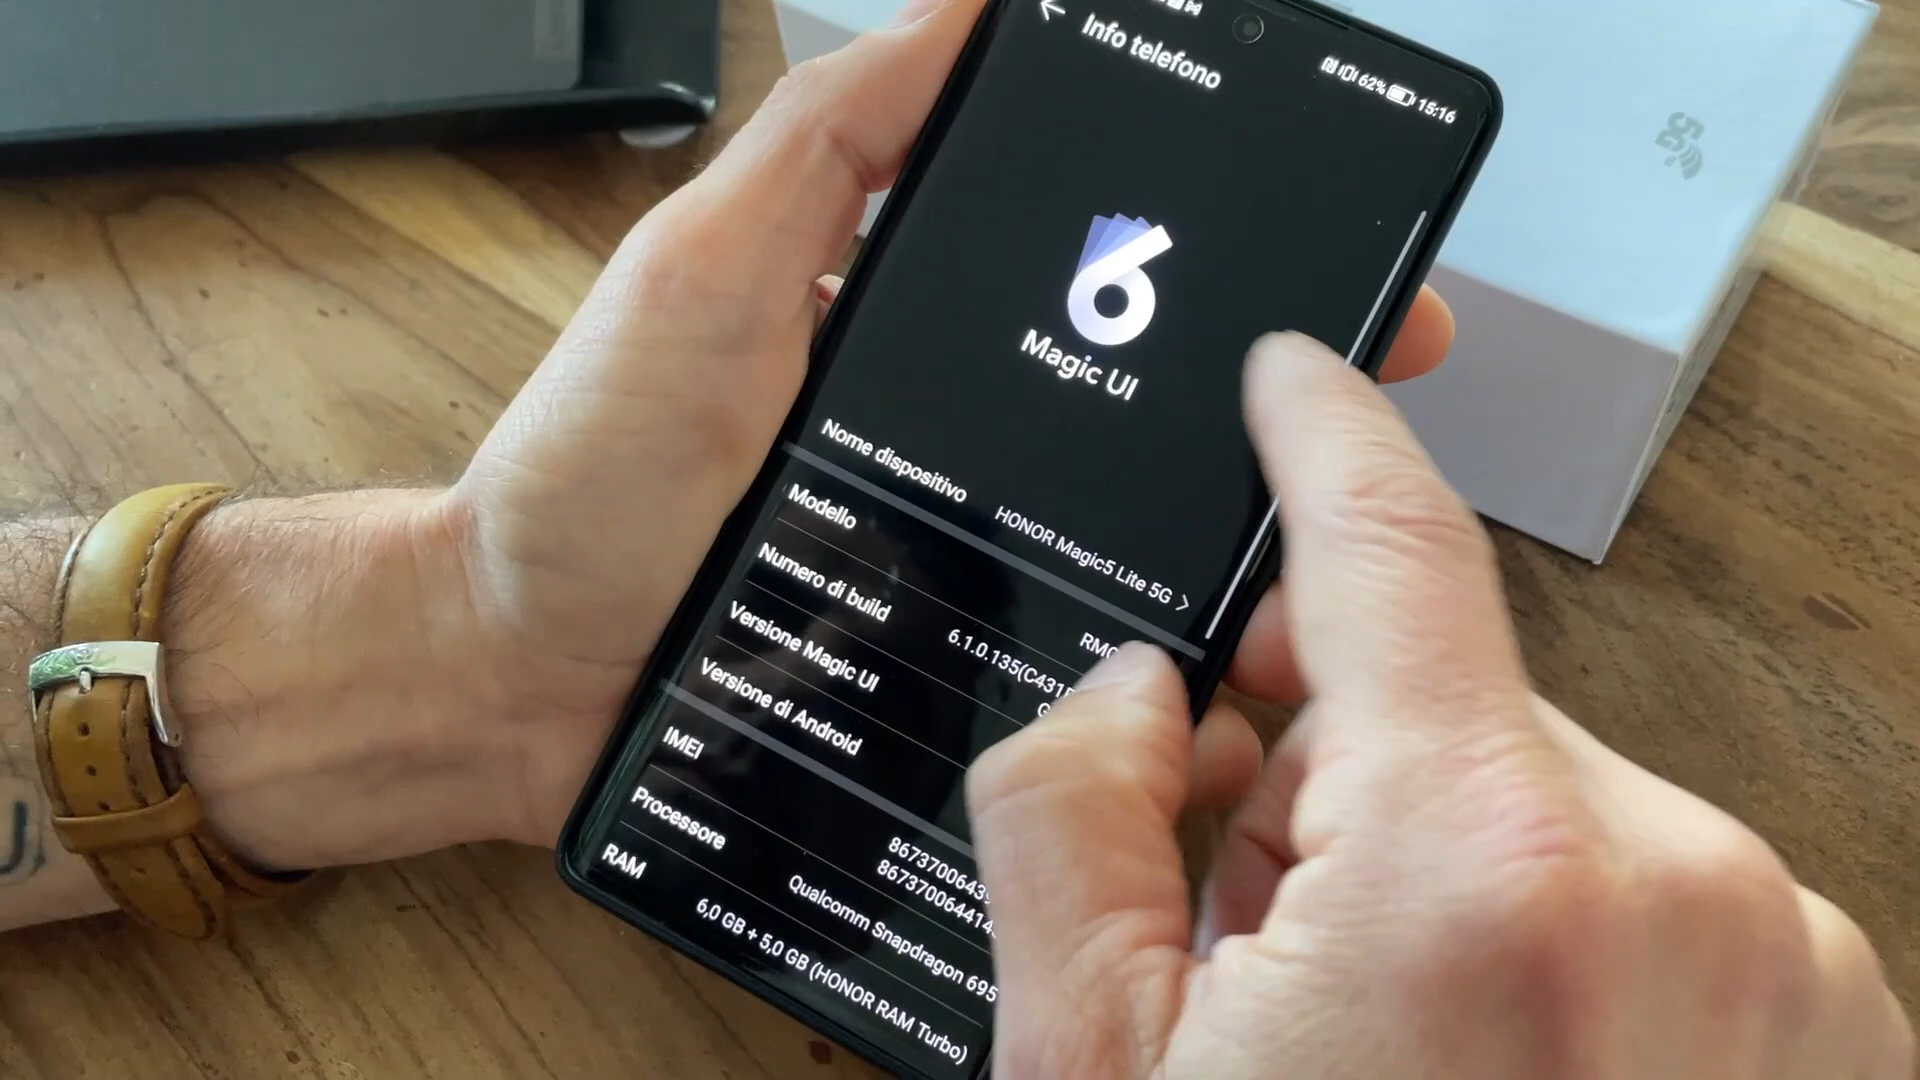 Info telefono
62% 15:16
5G
6
Magic UI
Nome dispositivo
HONOR Magic5 Lite 5G
Modello
Numero di build
6.1.0.135(C431
Versione Magic UI
Versione di Android
IMEI
Processore
Qualcomm Snapdragon 695
RAM
6,0 GB + 5,0 GB (HONOR RAM Turbo)